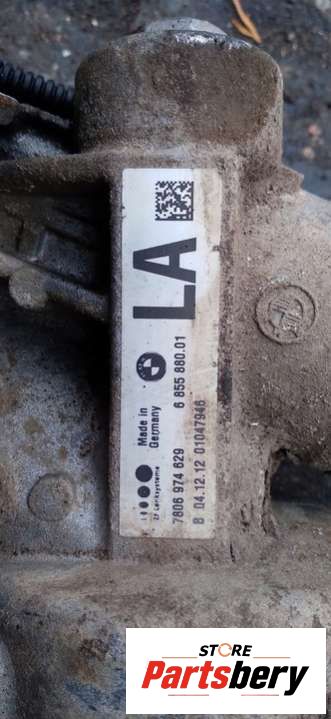 LA
6 855 880.01
Made in
Germany
7806 974 629
ZF Lenksysteme
8 04.12.12 01047946
STORE
Partsbery